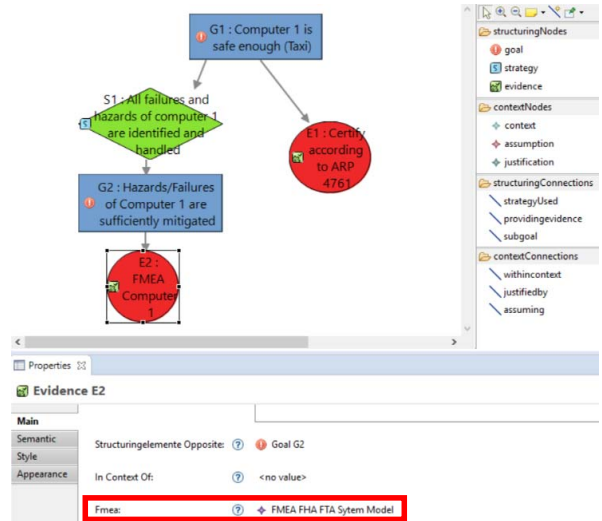 G1 : Computer 1 is
safe enough (Taxi)
S1 : All failures and
hazards of computer 1
are identified and
handled
E1 : Certify
according
to ARP
4761
G2 : Hazards/Failures
of Computer 1 are
sufficiently mitigated
E2 :
FMEA
Computer
1
structuringNodes
goal
strategy
evidence
contextNodes
context
assumption
justification
structuringConnections
strategyUsed
providingevidence
subgoal
contextConnections
withincontext
justifiedby
assuming
Properties
Evidence E2
Main
Semantic
Style
Appearance
Structuringelemente Opposite: Goal G2
In Context Of: <no value>
Fmea: FMEA FHA FTA Sytem Model